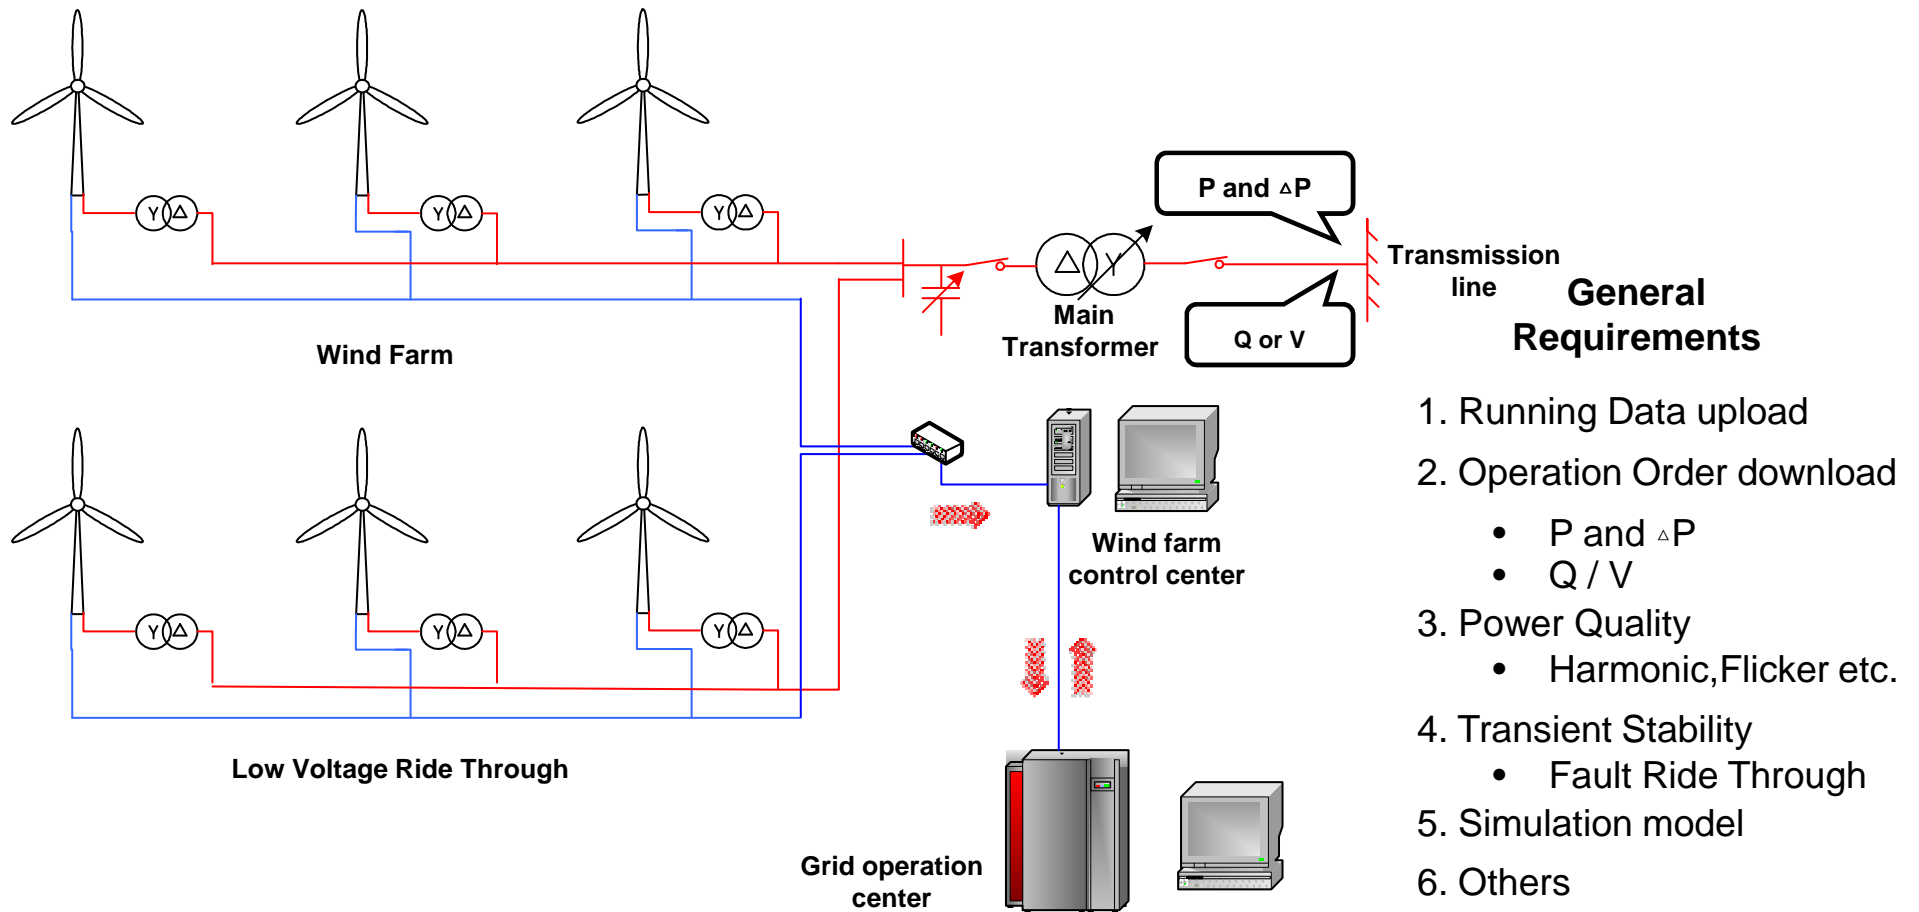 Y △
Y △
Y △
P and △P
△ Y
Transmission
line
Main
Transformer
Q or V
Wind Farm
General
Requirements
1. Running Data upload
2. Operation Order download
• P and △P
• Q / V
3. Power Quality
• Harmonic,Flicker etc.
4. Transient Stability
• Fault Ride Through
5. Simulation model
6. Others
Wind farm
control center
Y △
Y △
Y △
Low Voltage Ride Through
Grid operation
center